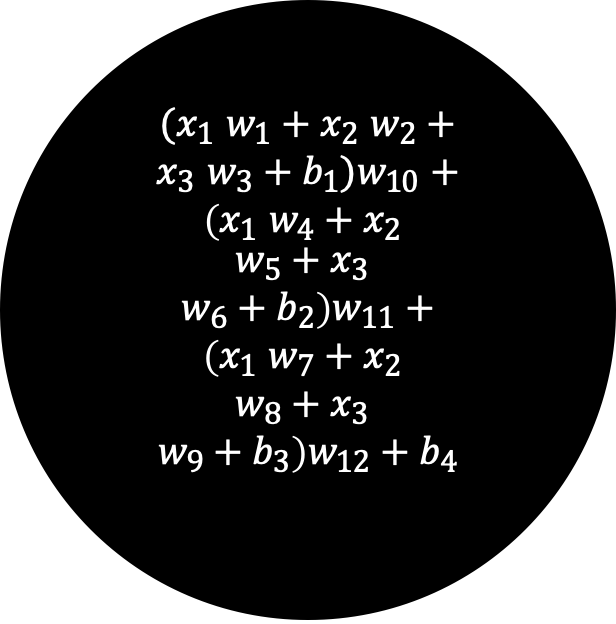 (x₁ w₁ + x₂ w₂ +
x₃ w₃ + b₁)w₁₀ +
(x₁ w₄ + x₂
w₅ + x₃
w₆ + b₂)w₁₁ +
(x₁ w₇ + x₂
w₈ + x₃
w₉ + b₃)w₁₂ + b₄